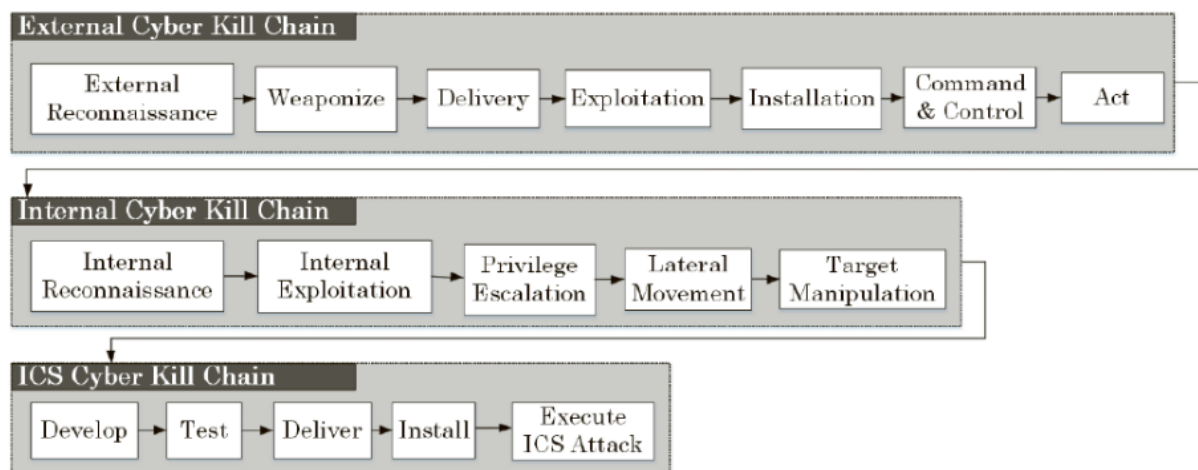 External Cyber Kill Chain
External
Reconnaissance
Weaponize
Delivery
Exploitation
Installation
Command
& Control
Act
Internal Cyber Kill Chain
Internal
Reconnaissance
Internal
Exploitation
Privilege
Escalation
Lateral
Movement
Target
Manipulation
ICS Cyber Kill Chain
Develop
Test
Deliver
Install
Execute
ICS Attack